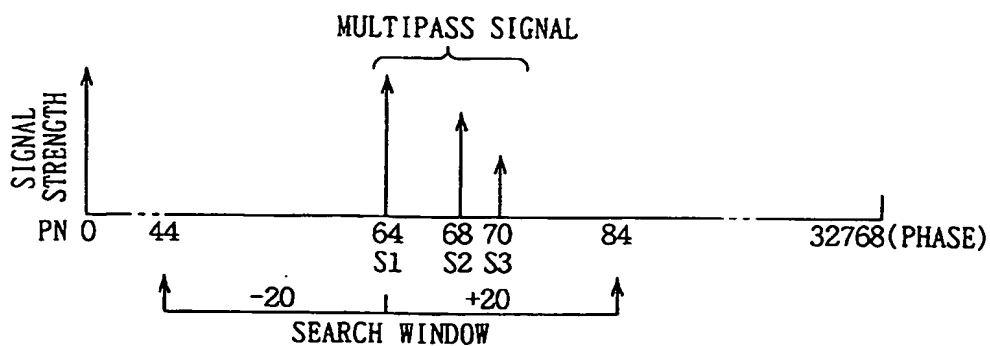 MULTIPASS SIGNAL
SIGNAL
STRENGTH
PN 0 44 64 68 70 84 32768(PHASE)
S1 S2 S3
-20 +20
SEARCH WINDOW